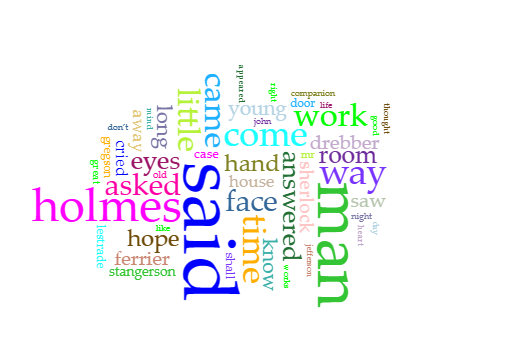 appeared
right
companion
thought
came
little
young
door
life
work
good
don't
mind
away
long
john
come
drebber
gregson
cried
eyes
case
hand
answered
mr
room
great
old
asked
house
sherlock
way
holmes
said
face
man
saw
lestrade
like
hope
time
know
night
day
heart
ferrier
stangerson
shall
works
jefferson